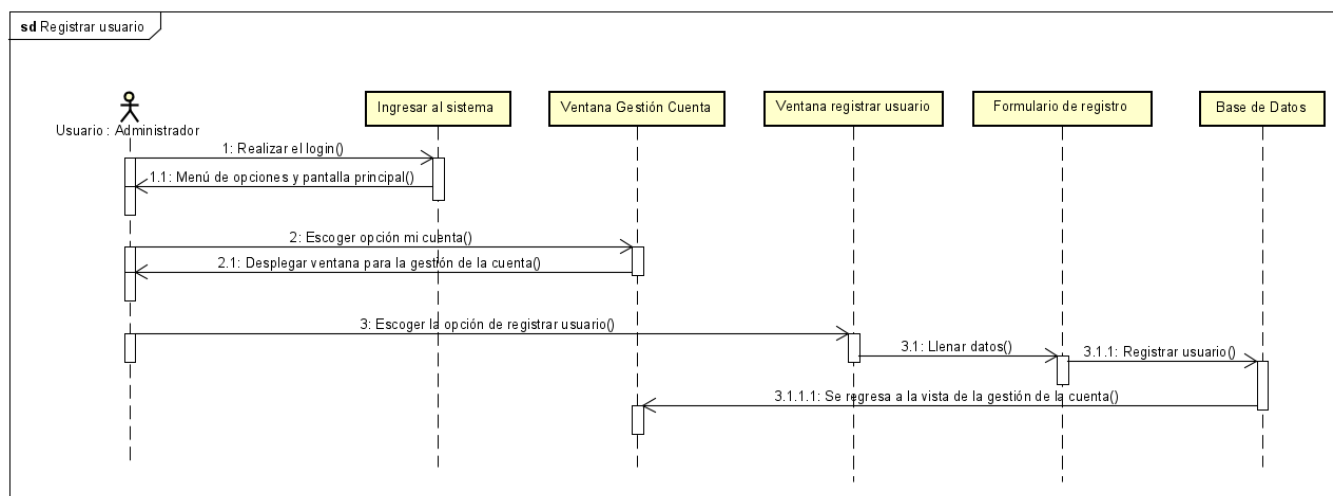 sd Registrar usuario
Usuario : Administrador
Ingresar al sistema
Ventana Gestión Cuenta
Ventana registrar usuario
Formulario de registro
Base de Datos
1: Realizar el login()
1.1: Menú de opciones y pantalla principal()
2: Escoger opción mi cuenta()
2.1: Desplegar ventana para la gestión de la cuenta()
3: Escoger la opción de registrar usuario()
3.1: Llenar datos()
3.1.1: Registrar usuario()
3.1.1.1: Se regresa a la vista de la gestión de la cuenta()